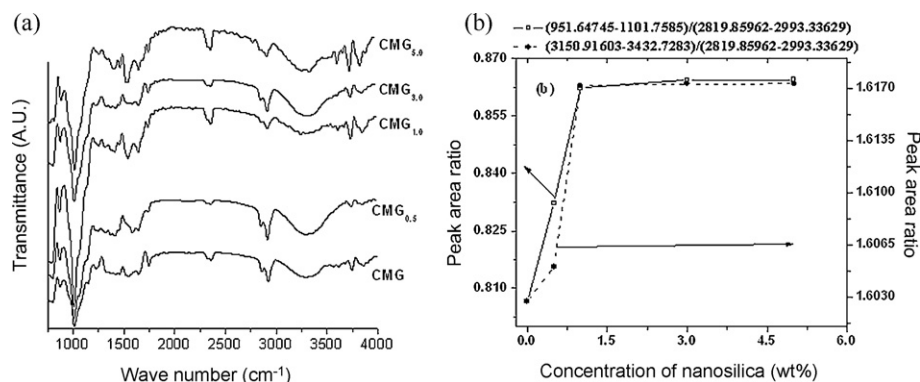 (a)
CMG5.0
CMG3.0
CMG1.0
CMG0.5
CMG
Transmittance (A.U.)
1000 1500 2000 2500 3000 3500 4000
Wave number (cm-1)
(b)
(951.64745-1101.7585)/(2819.85962-2993.33629)
(3150.91603-3432.7283)/(2819.85962-2993.33629)
(b)
0.870
0.855
0.840
0.825
0.810
Peak area ratio
1.6170
1.6135
1.6100
1.6065
1.6030
Peak area ratio
0.0 1.5 3.0 4.5 6.0
Concentration of nanosilica (wt%)